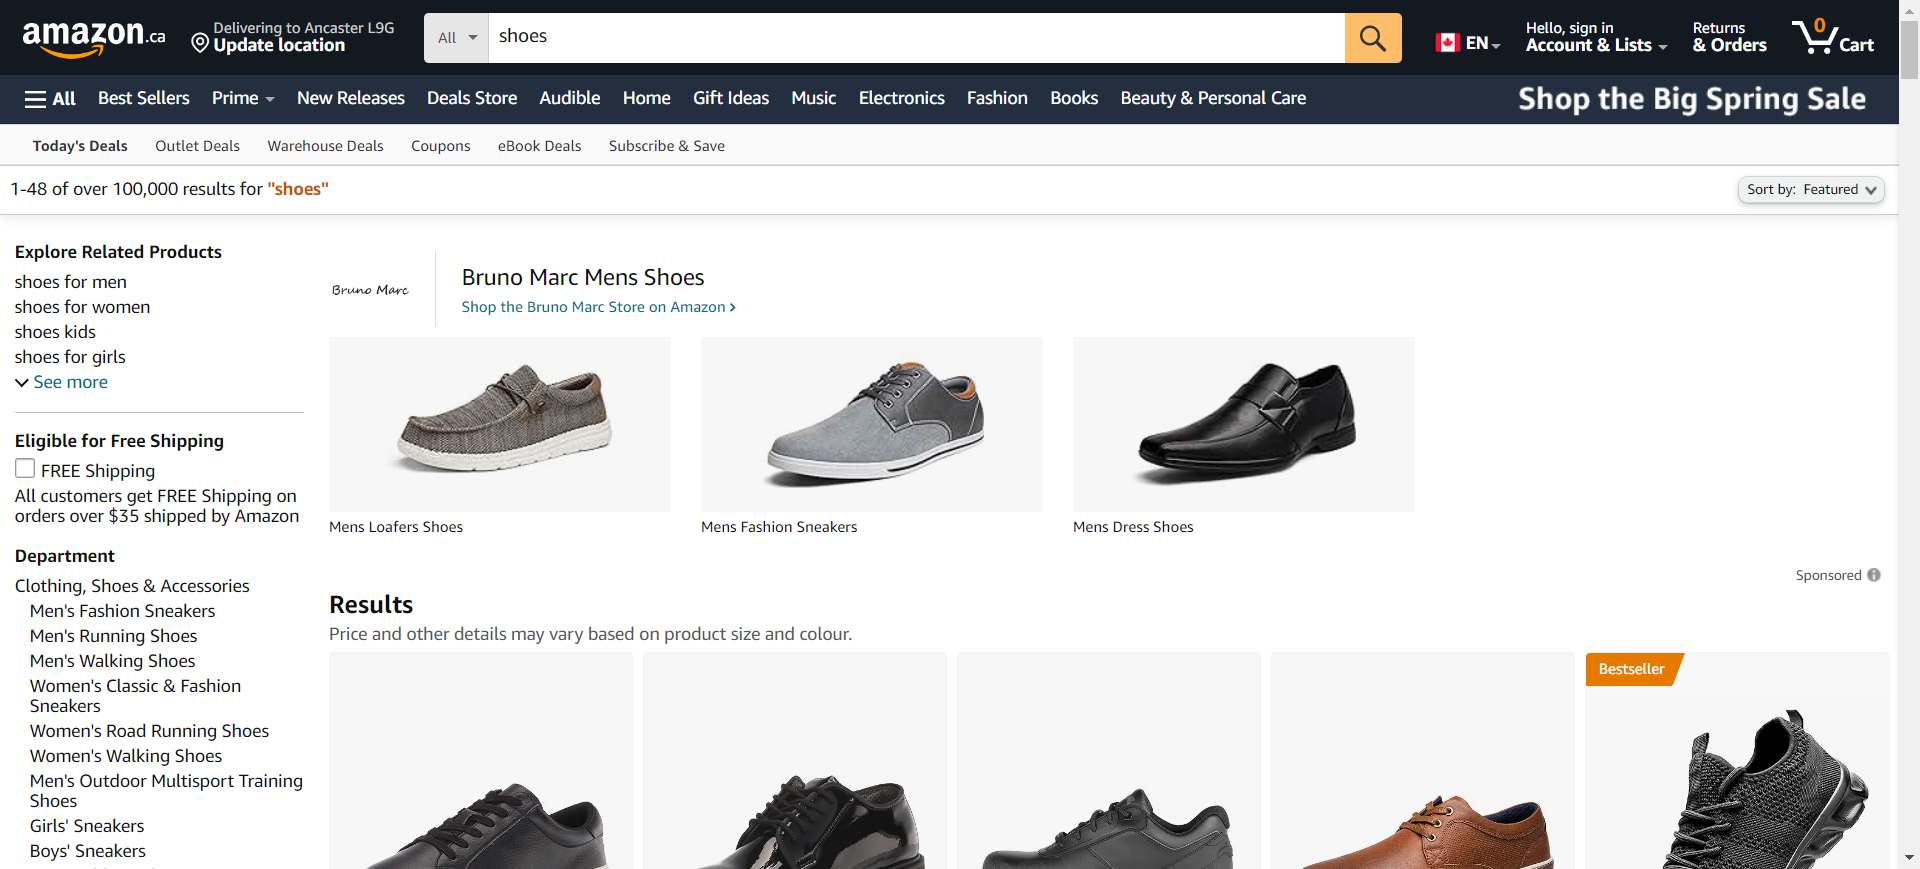 amazon.ca
Delivering to Ancaster L9G
Update location
All
shoes
EN
Hello, sign in
Account & Lists
Returns
& Orders
0
Cart
All
Best Sellers
Prime
New Releases
Deals Store
Audible
Home
Gift Ideas
Music
Electronics
Fashion
Books
Beauty & Personal Care
Shop the Big Spring Sale
Today's Deals
Outlet Deals
Warehouse Deals
Coupons
eBook Deals
Subscribe & Save
1-48 of over 100,000 results for "shoes"
Sort by: Featured
Explore Related Products
shoes for men
shoes for women
shoes kids
shoes for girls
See more
Eligible for Free Shipping
FREE Shipping
All customers get FREE Shipping on
orders over $35 shipped by Amazon
Department
Clothing, Shoes & Accessories
Men's Fashion Sneakers
Men's Running Shoes
Men's Walking Shoes
Women's Classic & Fashion
Sneakers
Women's Road Running Shoes
Women's Walking Shoes
Men's Outdoor Multisport Training
Shoes
Girls' Sneakers
Boys' Sneakers
Bruno Marc
Bruno Marc Mens Shoes
Shop the Bruno Marc Store on Amazon ›
Mens Loafers Shoes
Mens Fashion Sneakers
Mens Dress Shoes
Sponsored
Results
Price and other details may vary based on product size and colour.
Bestseller